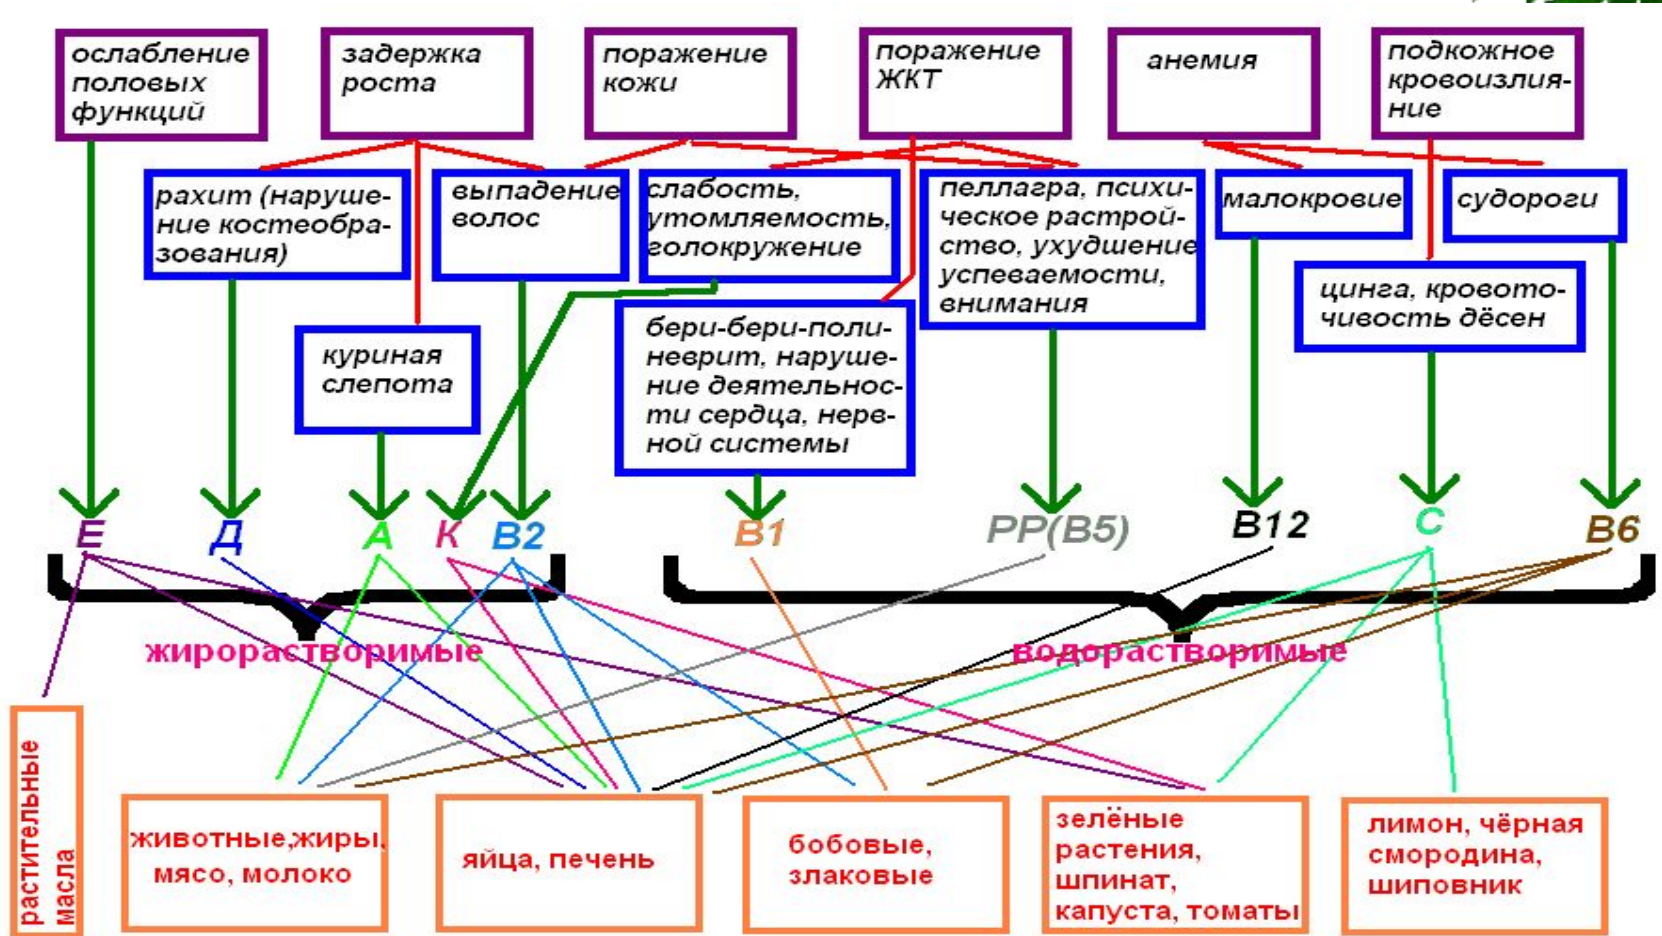 ослабление
половых
функций
задержка
роста
поражение
кожи
поражение
ЖКТ
анемия
подкожное
кровоизлия-
ние
рахит (наруше-
ние костеобра-
зования)
выпадение
волос
слабость,
утомляемость,
голокружение
пеллагра, психи-
ческое растрой-
ство, ухудшение
успеваемости,
внимания
малокровие
судороги
куриная
слепота
бери-бери-поли-
неврит, наруше-
ние деятельнос-
ти сердца, нерв-
ной системы
цинга, кровото-
чивость дёсен
Е Д А К В2 В1 РР(В5) В12 С В6
жирорастворимые
водорастворимые
растительные
масла
животные,жиры,
мясо, молоко
яйца, печень
бобовые,
злаковые
зелёные
растения,
шпинат,
капуста, томаты
лимон, чёрная
смородина,
шиповник